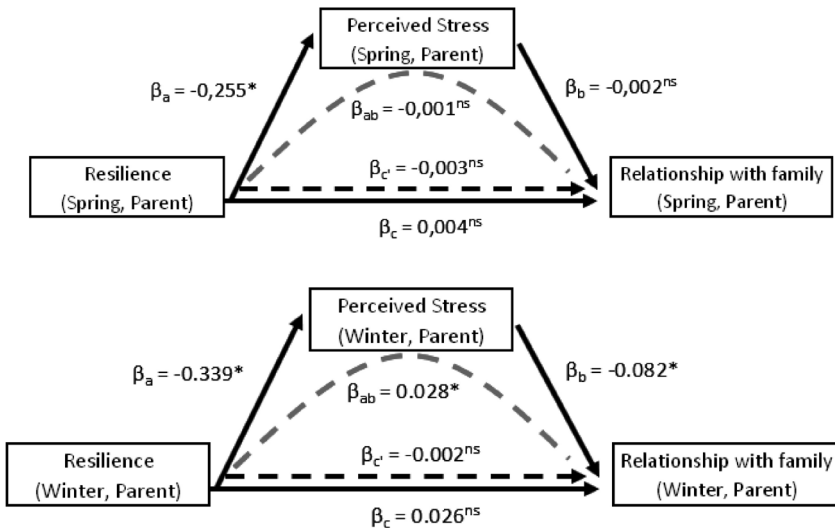 Perceived Stress
(Spring, Parent)
βa = -0,255*
βb = -0,002ns
βab = -0,001ns
Resilience
(Spring, Parent)
βc' = -0,003ns
Relationship with family
(Spring, Parent)
βc = 0,004ns
Perceived Stress
(Winter, Parent)
βa = -0.339*
βb = -0.082*
βab = 0.028*
Resilience
(Winter, Parent)
βc' = -0.002ns
Relationship with family
(Winter, Parent)
βc = 0.026ns